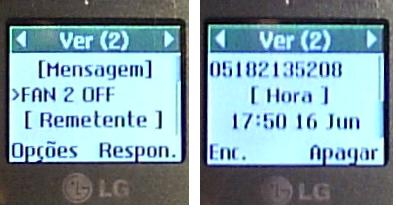 Ver (2)
[Mensagem]
>FAN 2 OFF
[ Remetente ]
Opções Respon.
LG
Ver (2)
05182135208
[ Hora ]
17:50 16 Jun
Enc. Apagar
LG